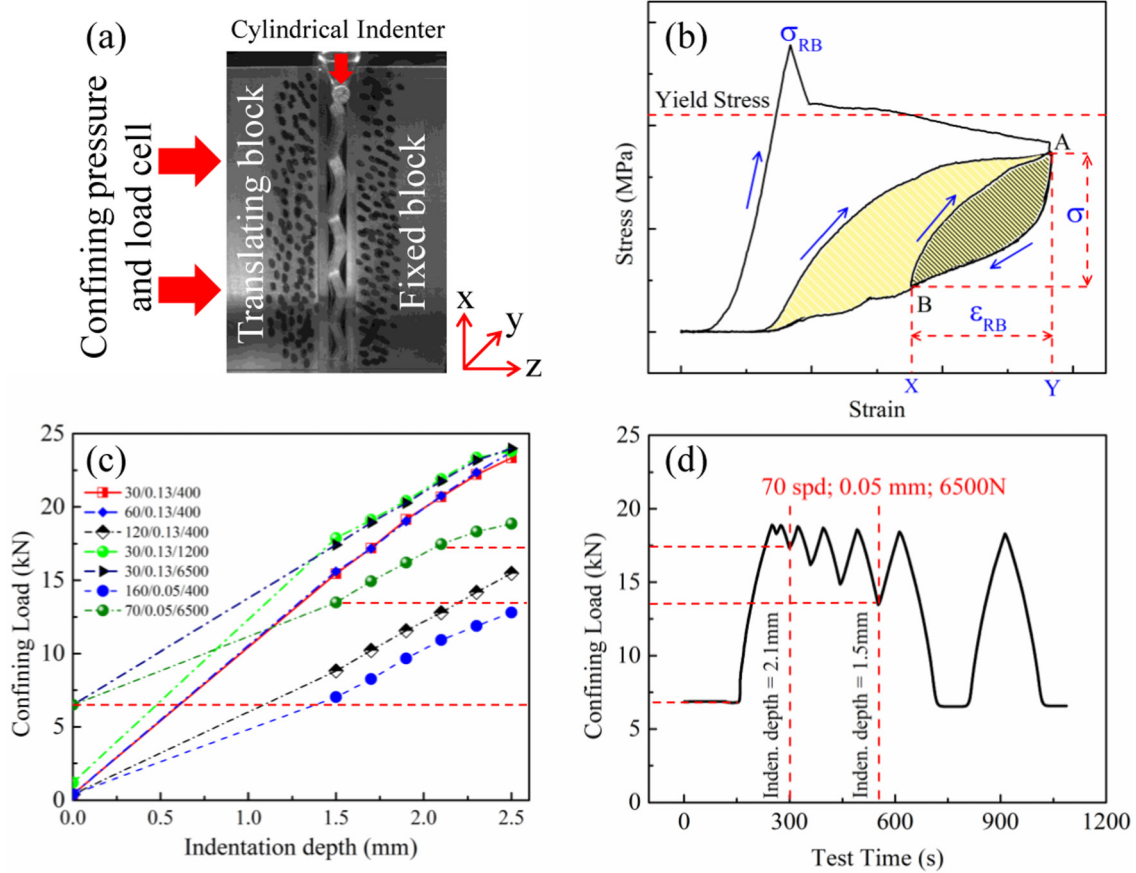 (a)
Cylindrical Indenter
Confining pressure
and load cell
Translating block
Fixed block
x
y
z
(b)
σRB
Yield Stress
A
σ
B
εRB
X
Y
Stress (MPa)
Strain
(c)
25
20
15
10
5
0
Confining Load (kN)
30/0.13/400
60/0.13/400
120/0.13/400
30/0.13/1200
30/0.13/6500
160/0.05/400
70/0.05/6500
0.0
0.5
1.0
1.5
2.0
2.5
Indentation depth (mm)
(d)
25
20
15
10
5
0
Confining Load (kN)
70 spd; 0.05 mm; 6500N
Inden. depth = 2.1mm
Inden. depth = 1.5mm
0
300
600
900
1200
Test Time (s)